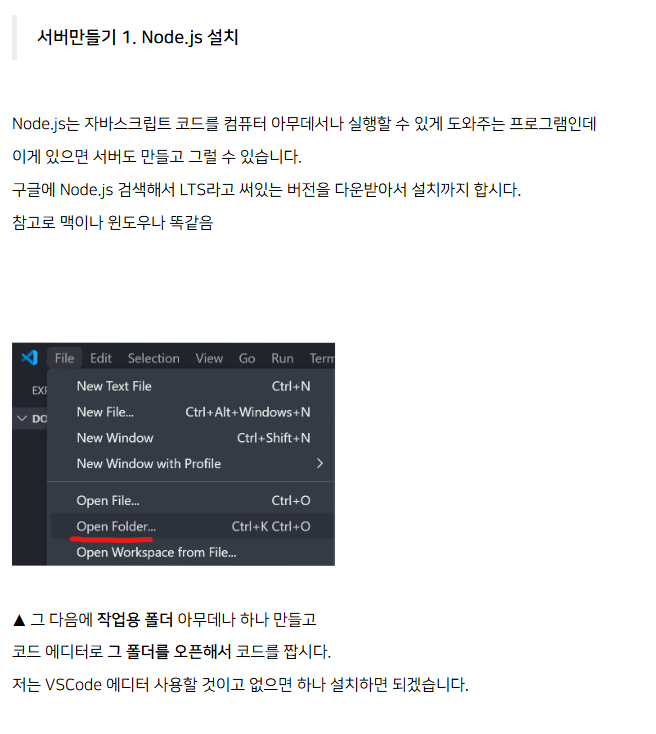 서버만들기 1. Node.js 설치
Node.js는 자바스크립트 코드를 컴퓨터 아무데서나 실행할 수 있게 도와주는 프로그램인데
이게 있으면 서버도 만들고 그럴 수 있습니다.
구글에 Node.js 검색해서 LTS라고 써있는 버전을 다운받아서 설치까지 합시다.
참고로 맥이나 윈도우나 똑같음
File Edit Selection View Go Run Term
EXP
DO
New Text File Ctrl+N
New File... Ctrl+Alt+Windows+N
New Window Ctrl+Shift+N
New Window with Profile
Open File... Ctrl+O
Open Folder... Ctrl+K Ctrl+O
Open Workspace from File...
▲ 그 다음에 작업용 폴더 아무데나 하나 만들고
코드 에디터로 그 폴더를 오픈해서 코드를 짭시다.
저는 VSCode 에디터 사용할 것이고 없으면 하나 설치하면 되겠습니다.